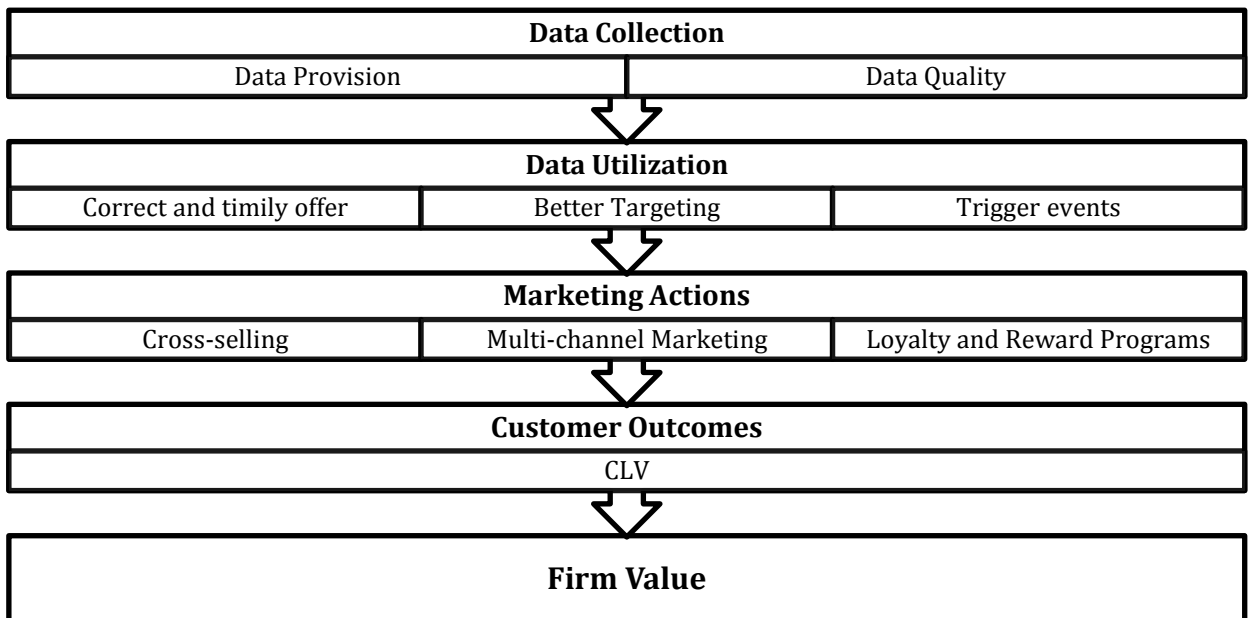 Data Collection
Data Provision Data Quality
Data Utilization
Correct and timily offer Better Targeting Trigger events
Marketing Actions
Cross-selling Multi-channel Marketing Loyalty and Reward Programs
Customer Outcomes
CLV
Firm Value